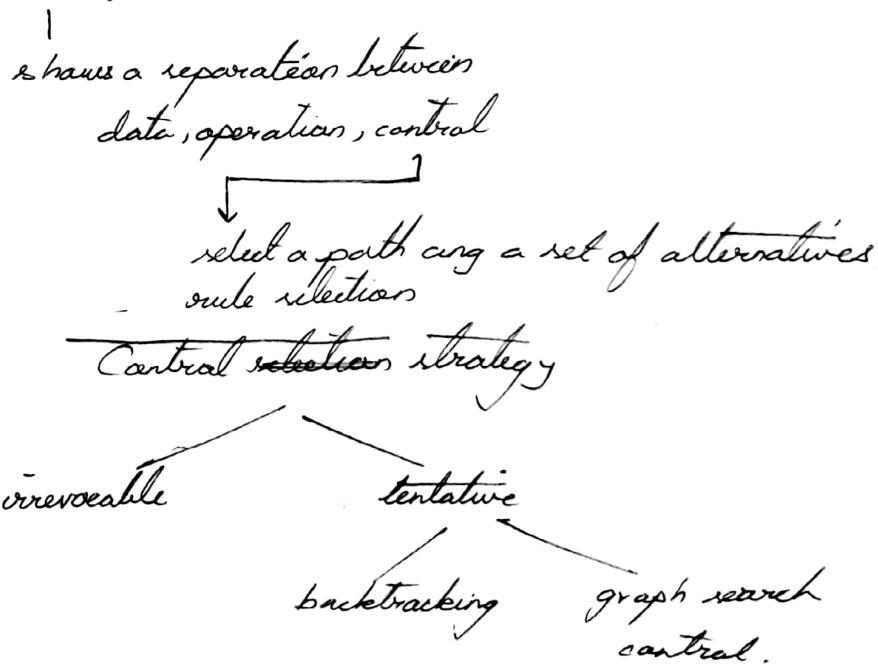 shows a separation between
data, operation, control
select a path ang a set of alternatives
rule selection
Control selection strategy
irrevocable tentative
backtracking graph search
control.